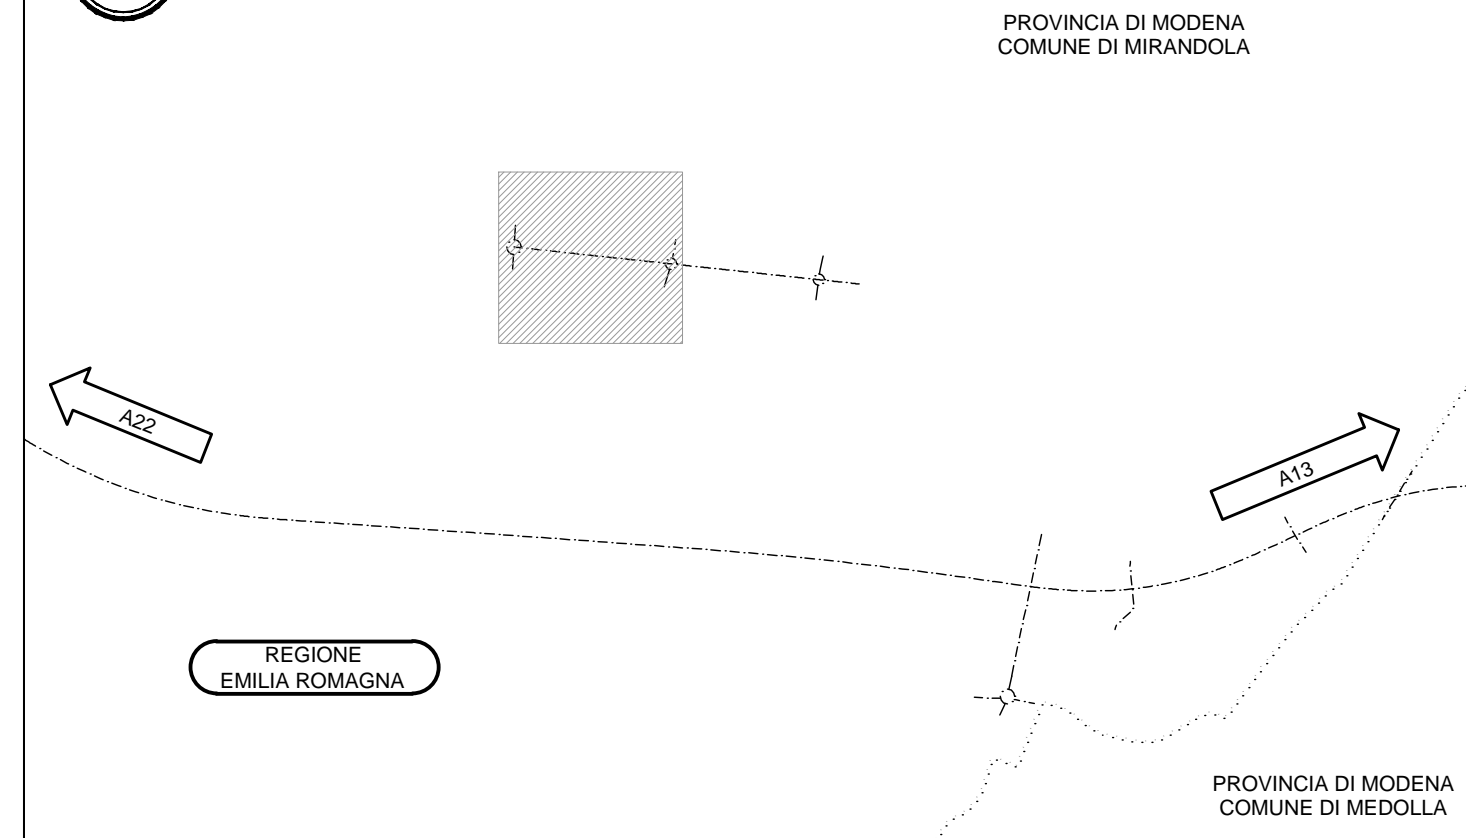 PROVINCIA DI MODENA
COMUNE DI MIRANDOLA
A22
A13
REGIONE
EMILIA ROMAGNA
PROVINCIA DI MODENA
COMUNE DI MEDOLLA